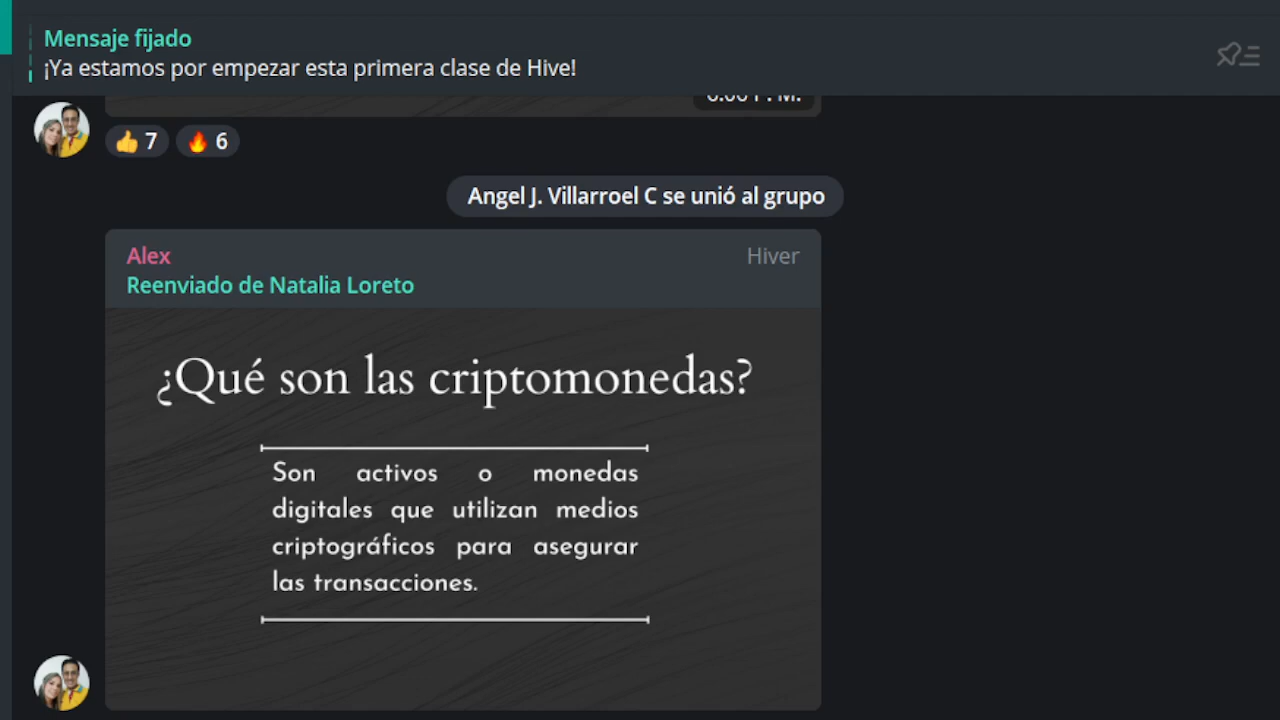 Mensaje fijado
¡Ya estamos por empezar esta primera clase de Hive!
👍 7 🔥 6
Angel J. Villarroel C se unió al grupo
Alex Hiver
Reenviado de Natalia Loreto
¿Qué son las criptomonedas?
Son activos o monedas
digitales que utilizan medios
criptográficos para asegurar
las transacciones.